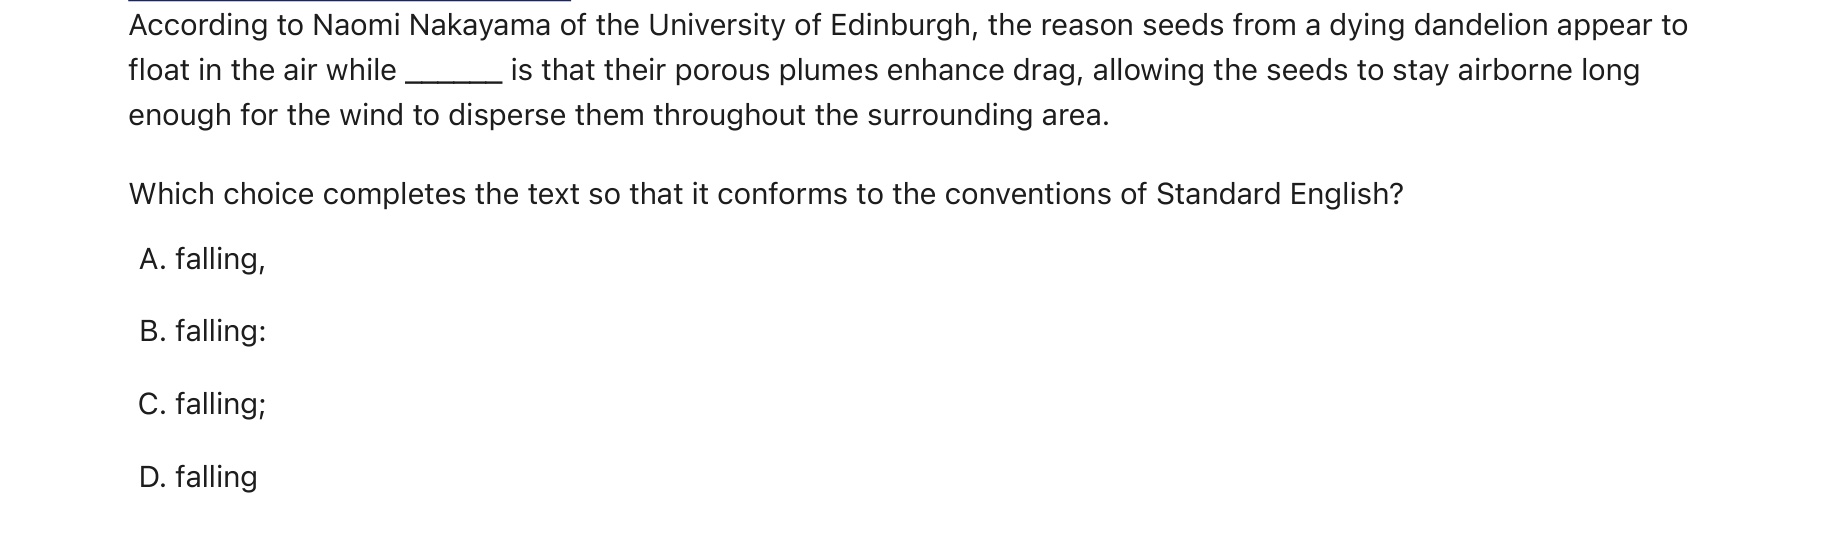 According to Naomi Nakayama of the University of Edinburgh, the reason seeds from a dying dandelion appear to
float in the air while ______ is that their porous plumes enhance drag, allowing the seeds to stay airborne long
enough for the wind to disperse them throughout the surrounding area.
Which choice completes the text so that it conforms to the conventions of Standard English?
A. falling,
B. falling:
C. falling;
D. falling